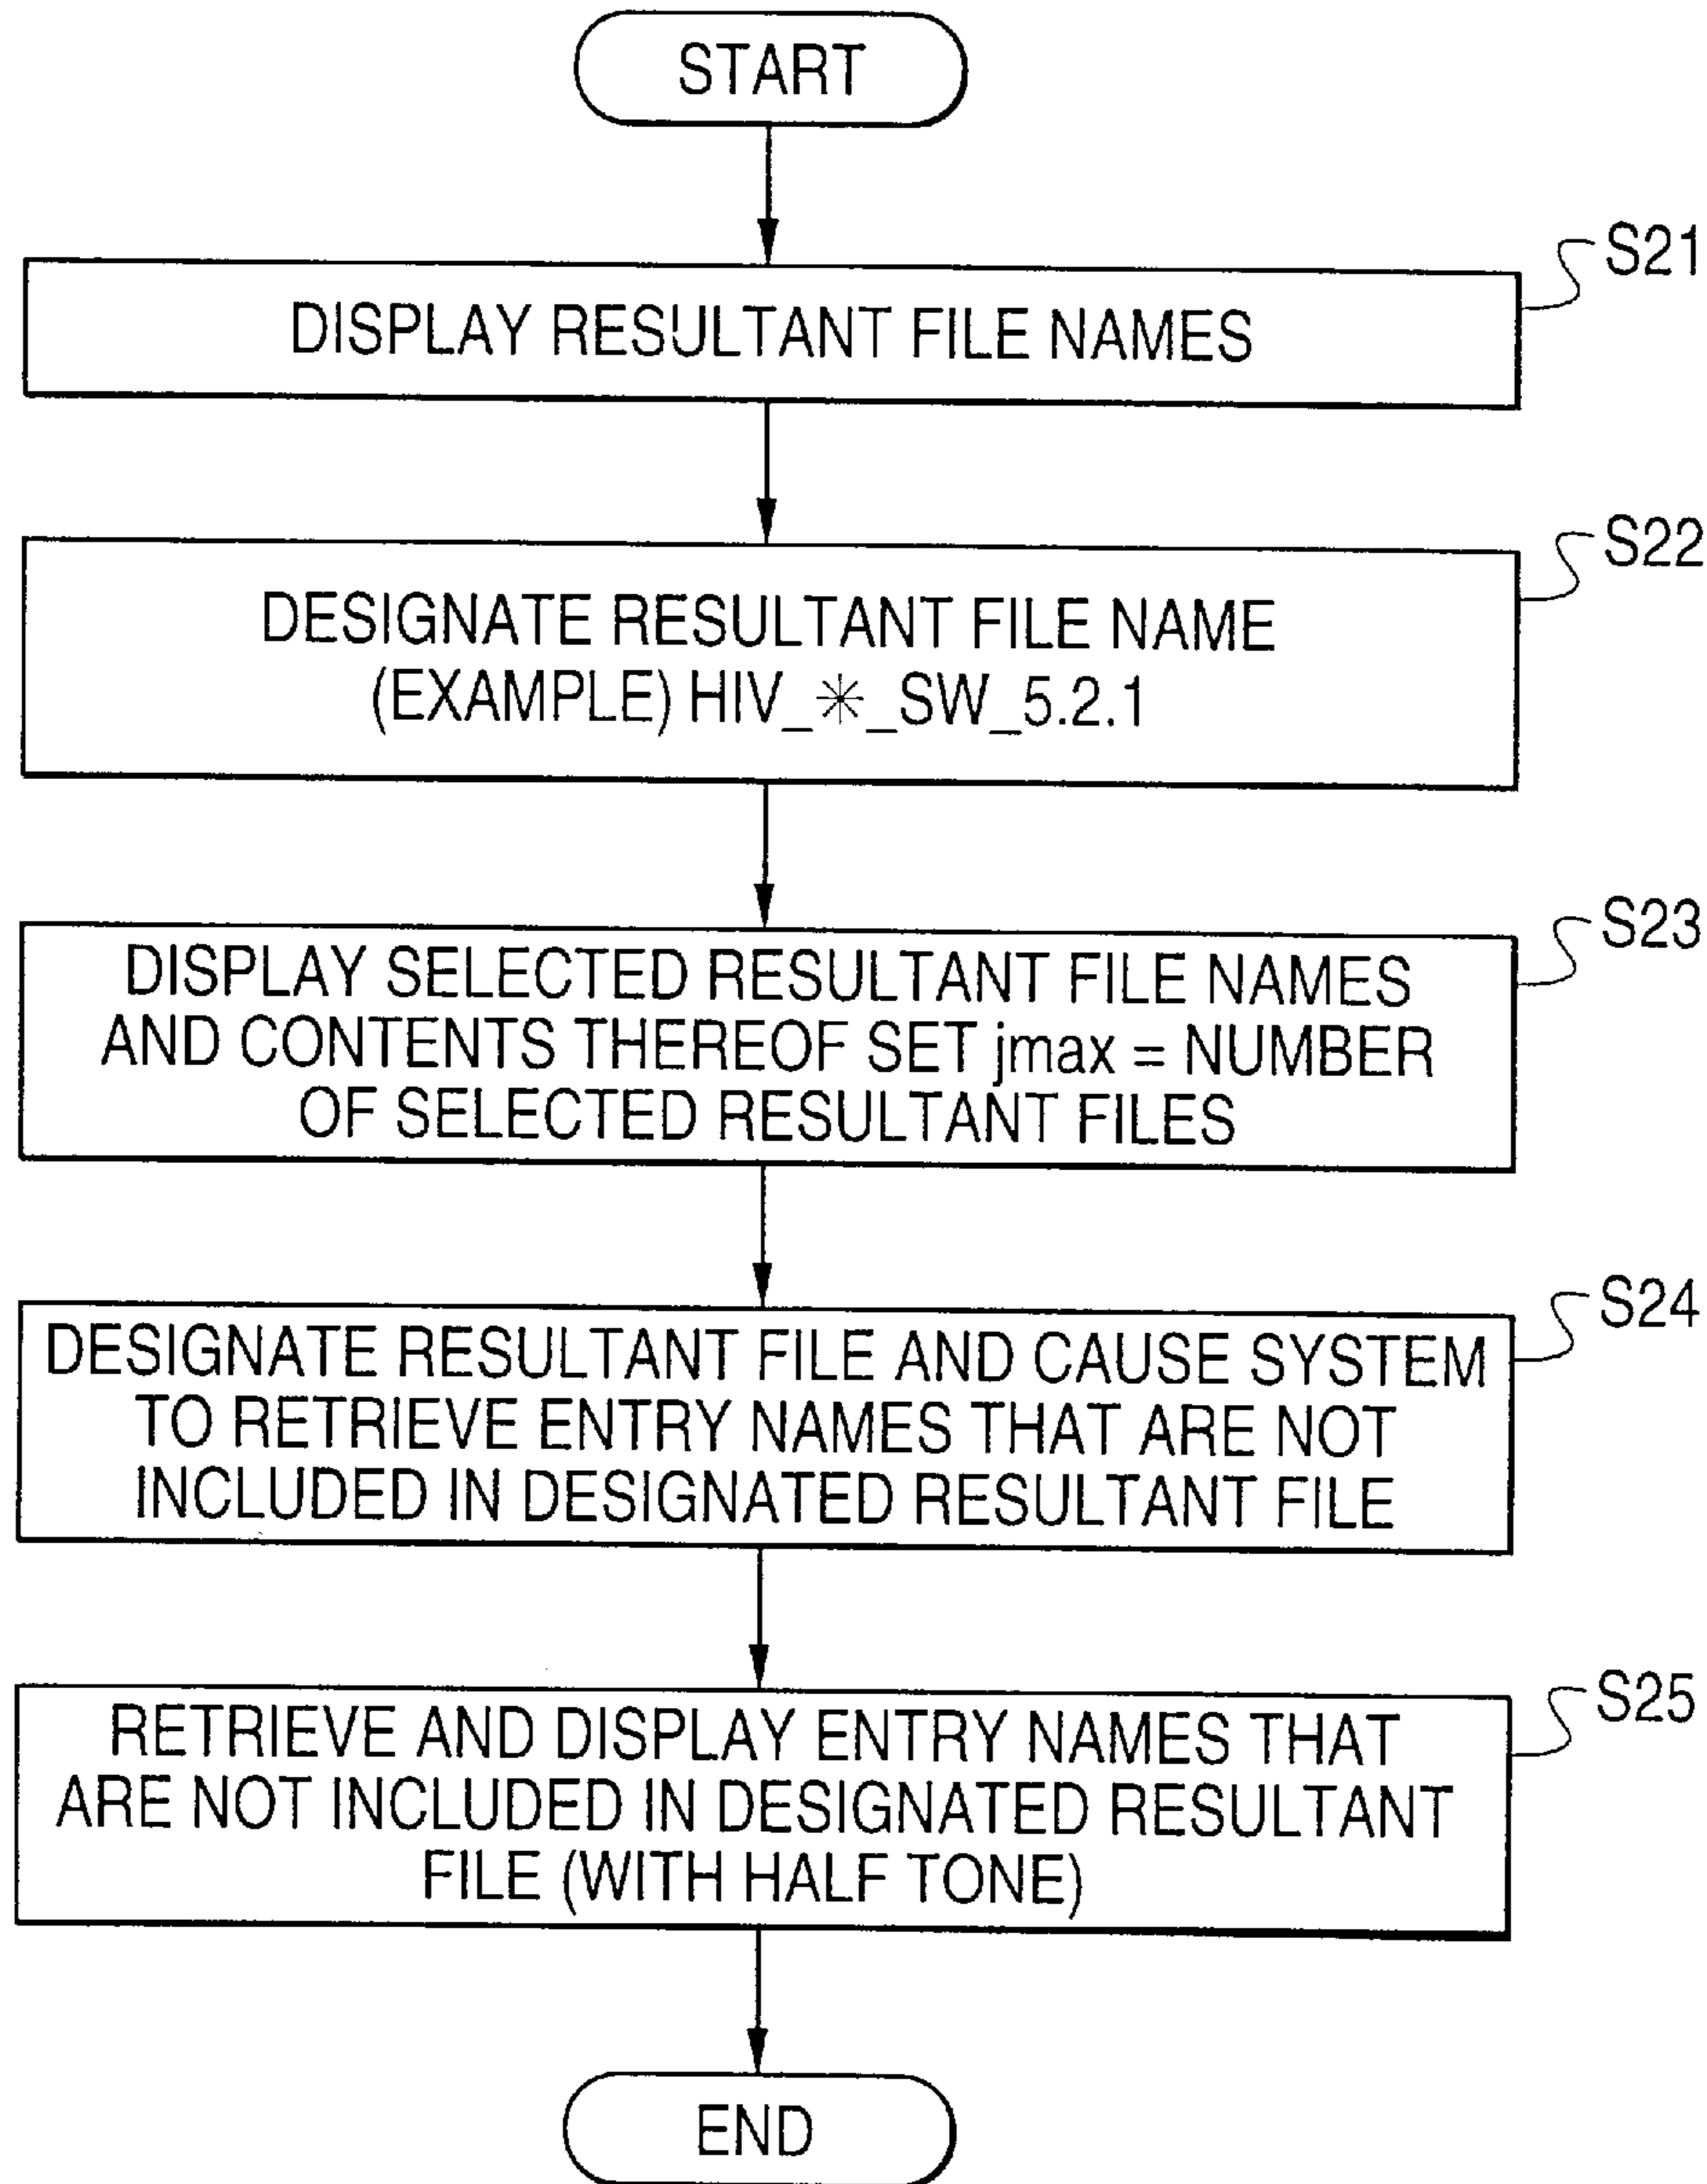 START
S21
DISPLAY RESULTANT FILE NAMES
S22
DESIGNATE RESULTANT FILE NAME
(EXAMPLE) HIV_*_SW_5.2.1
S23
DISPLAY SELECTED RESULTANT FILE NAMES
AND CONTENTS THEREOF SET jmax = NUMBER
OF SELECTED RESULTANT FILES
S24
DESIGNATE RESULTANT FILE AND CAUSE SYSTEM
TO RETRIEVE ENTRY NAMES THAT ARE NOT
INCLUDED IN DESIGNATED RESULTANT FILE
S25
RETRIEVE AND DISPLAY ENTRY NAMES THAT
ARE NOT INCLUDED IN DESIGNATED RESULTANT
FILE (WITH HALF TONE)
END